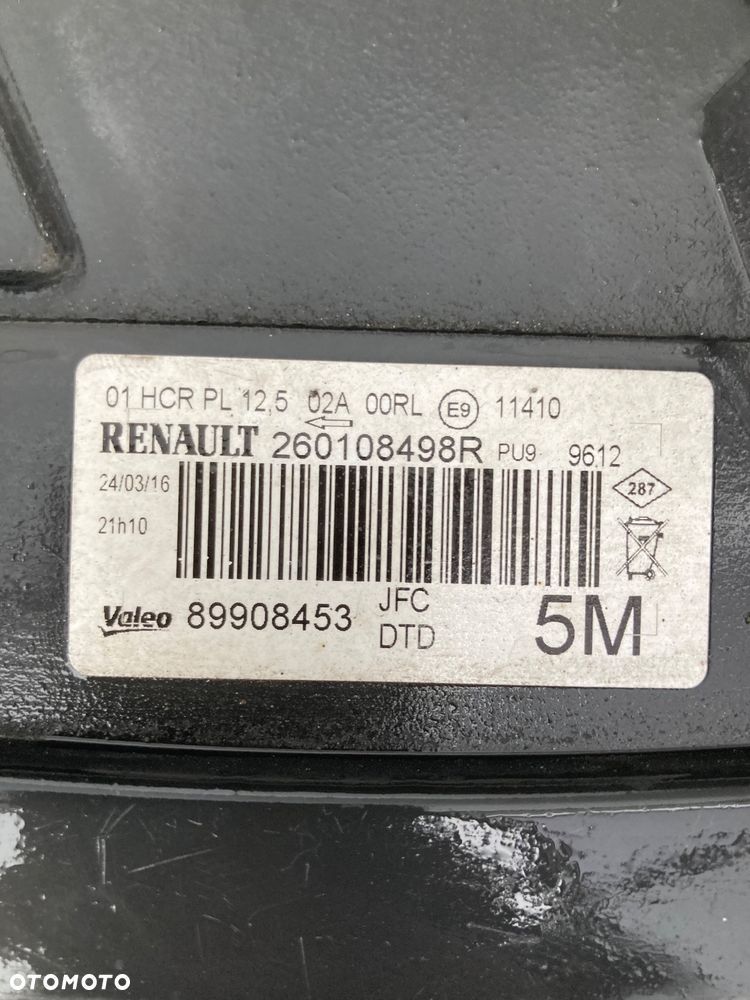 01 HCR PL 12,5 02A 00RL E9 11410
RENAULT 260108498R PU9 9612
24/03/16
287
21h10
Valeo 89908453 JFC
DTD
5M
OTOMOTO